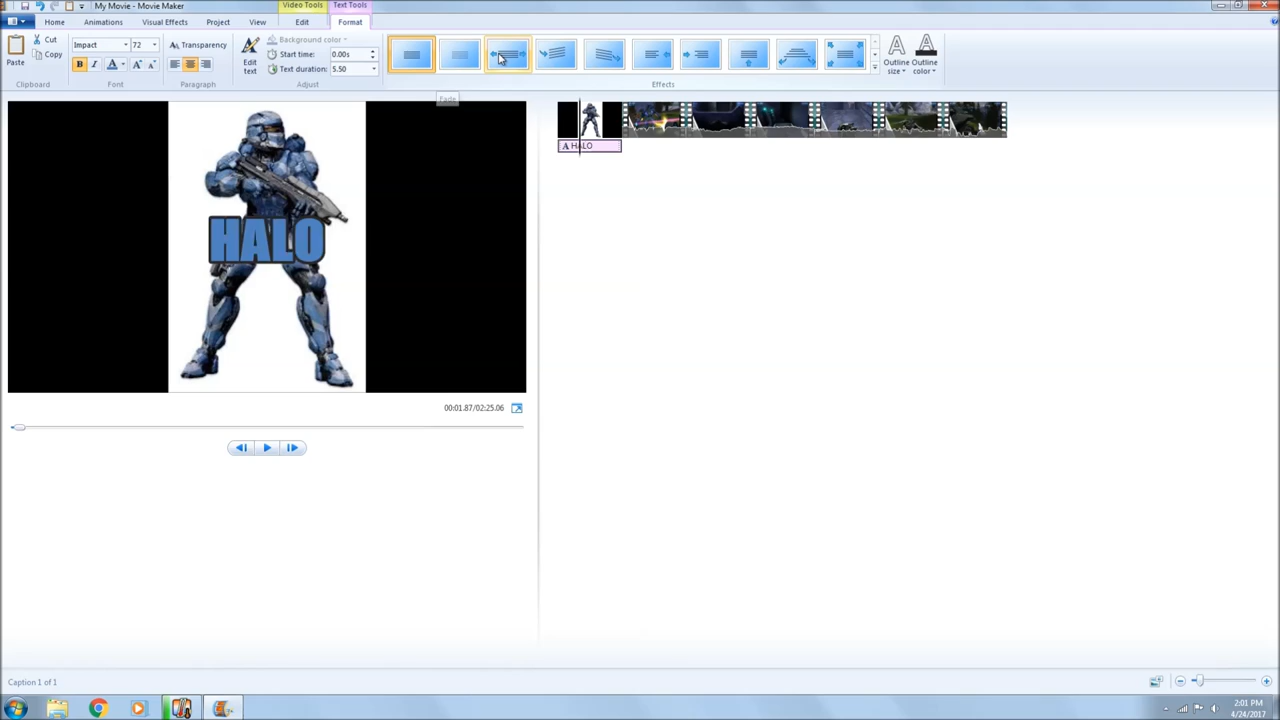 My Movie - Movie Maker
Video Tools
Text Tools
Home
Animations
Visual Effects
Project
View
Edit
Format
Paste
Cut
Copy
Clipboard
Impact
72
B
I
A
A
A
Font
Transparency
Paragraph
Edit text
Background color
Start time:
0.00s
Text duration:
5.50
Adjust
Effects
Outline size
Outline color
Fade
HALO
A HALO
00:01.87/02:25.06
Caption 1 of 1
2:01 PM
4/24/2017